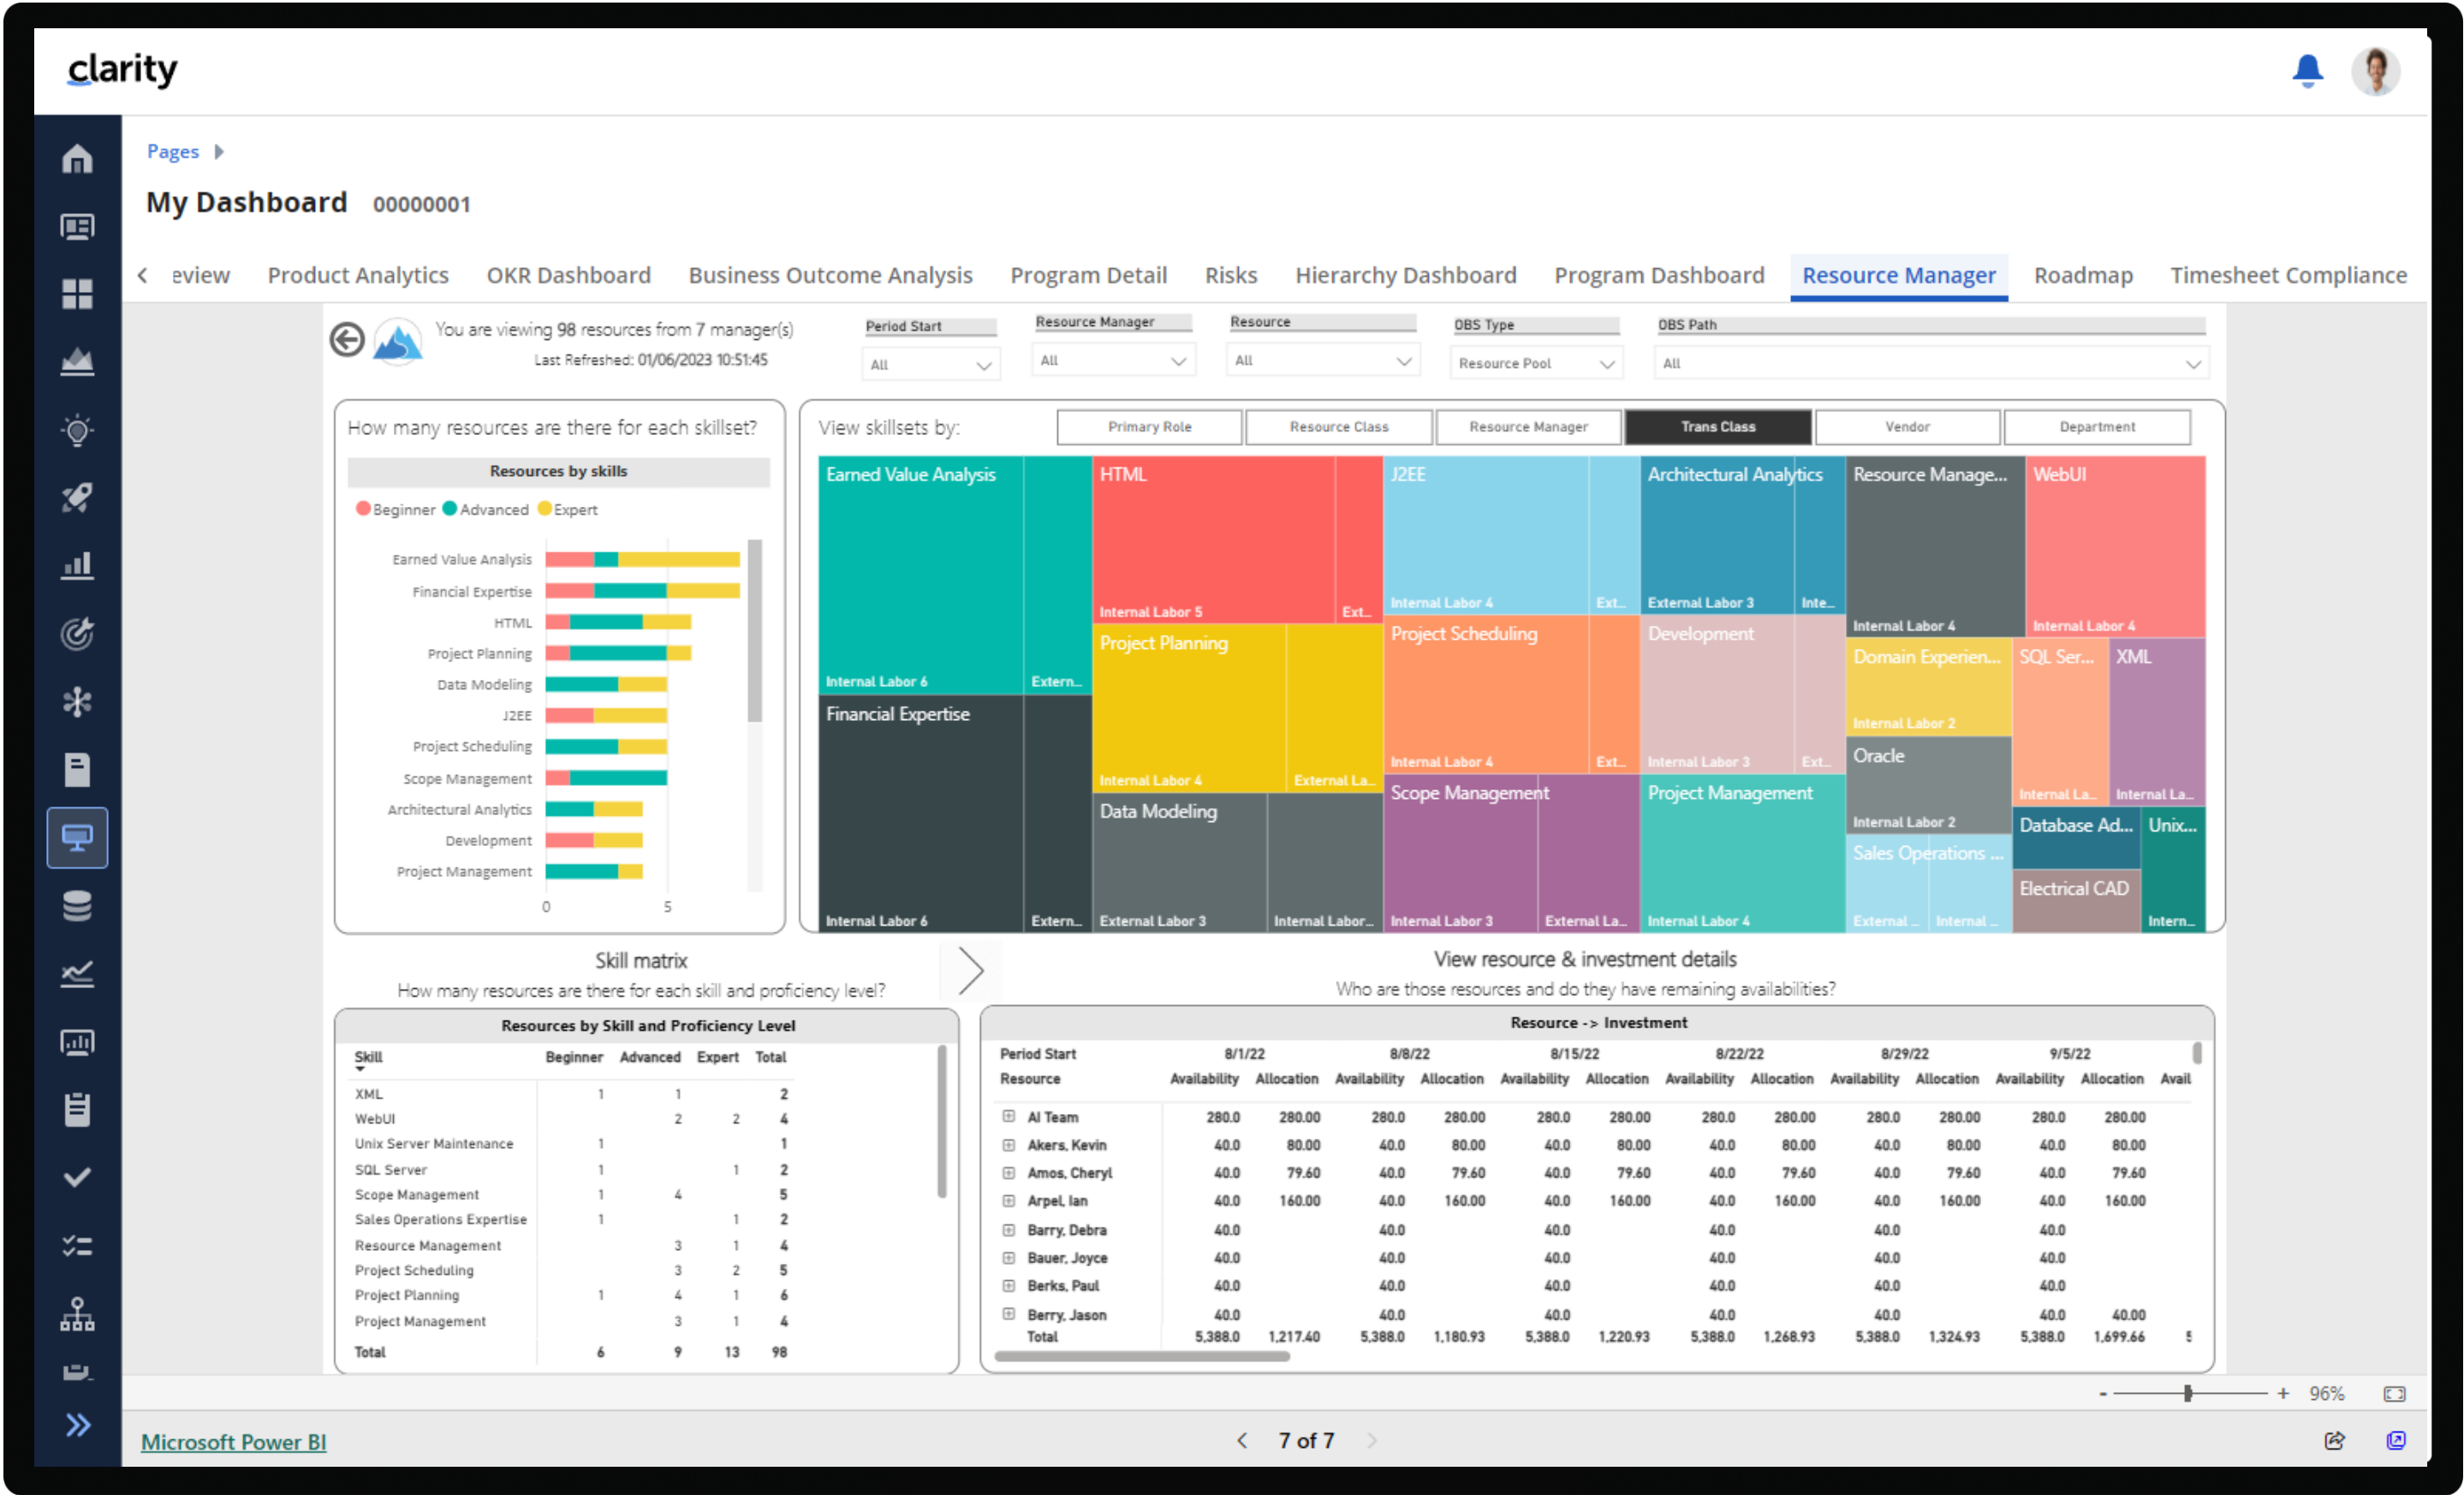 clarity
Pages
My Dashboard 00000001
eview Product Analytics OKR Dashboard Business Outcome Analysis Program Detail Risks Hierarchy Dashboard Program Dashboard Resource Manager Roadmap Timesheet Compliance
You are viewing 98 resources from 7 manager(s)
Last Refreshed: 01/06/2023 10:51:45
Period Start Resource Manager Resource OBS Type OBS Path
All All All Resource Pool All
How many resources are there for each skillset?
Resources by skills
Beginner Advanced Expert
Earned Value Analysis
Financial Expertise
HTML
Project Planning
Data Modeling
J2EE
Project Scheduling
Scope Management
Architectural Analytics
Development
Project Management
0 5
View skillsets by:
Primary Role Resource Class Resource Manager Trans Class Vendor Department
Earned Value Analysis
Internal Labor 6 Extern...
Financial Expertise
Internal Labor 6 Extern...
HTML
Internal Labor 5 Ext...
Project Planning
Internal Labor 4 External La...
Data Modeling
External Labor 3 Internal Labor...
J2EE
Internal Labor 4 Ext...
Project Scheduling
Internal Labor 4 Ext...
Scope Management
Internal Labor 3 External La...
Architectural Analytics
External Labor 3 Inte...
Development
Internal Labor 3 Ext...
Project Management
Internal Labor 4
Resource Manage...
Internal Labor 4
WebUI
Internal Labor 4
Domain Experien...
Internal Labor 2
Oracle
Internal Labor 2
Sales Operations ...
External ... Internal ...
SQL Ser...
Internal La...
XML
Internal La...
Database Ad...
Electrical CAD
Unix...
Intern...
Skill matrix
How many resources are there for each skill and proficiency level?
Resources by Skill and Proficiency Level
Skill Beginner Advanced Expert Total
XML 1 1 2
WebUI 2 2 4
Unix Server Maintenance 1 1
SQL Server 1 1 2
Scope Management 1 4 5
Sales Operations Expertise 1 1 2
Resource Management 3 1 4
Project Scheduling 3 2 5
Project Planning 1 4 1 6
Project Management 3 1 4
Total 6 9 13 98
View resource & investment details
Who are those resources and do they have remaining availabilities?
Resource -> Investment
Period Start 8/1/22 8/8/22 8/15/22 8/22/22 8/29/22 9/5/22
Resource Availability Allocation Availability Allocation Availability Allocation Availability Allocation Availability Allocation Availability Allocation Avail
AI Team 280.0 280.00 280.0 280.00 280.0 280.00 280.0 280.00 280.0 280.00 280.0 280.00
Akers, Kevin 40.0 80.00 40.0 80.00 40.0 80.00 40.0 80.00 40.0 80.00 40.0 80.00
Amos, Cheryl 40.0 79.60 40.0 79.60 40.0 79.60 40.0 79.60 40.0 79.60 40.0 79.60
Arpel, Ian 40.0 160.00 40.0 160.00 40.0 160.00 40.0 160.00 40.0 160.00 40.0 160.00
Barry, Debra 40.0 40.0 40.0 40.0 40.0 40.0
Bauer, Joyce 40.0 40.0 40.0 40.0 40.0 40.0
Berks, Paul 40.0 40.0 40.0 40.0 40.0 40.0
Berry, Jason 40.0 40.0 40.0 40.0 40.0 40.0 40.00
Total 5,388.0 1,217.40 5,388.0 1,180.93 5,388.0 1,220.93 5,388.0 1,268.93 5,388.0 1,324.93 5,388.0 1,699.66 5
- + 96%
Microsoft Power BI 7 of 7